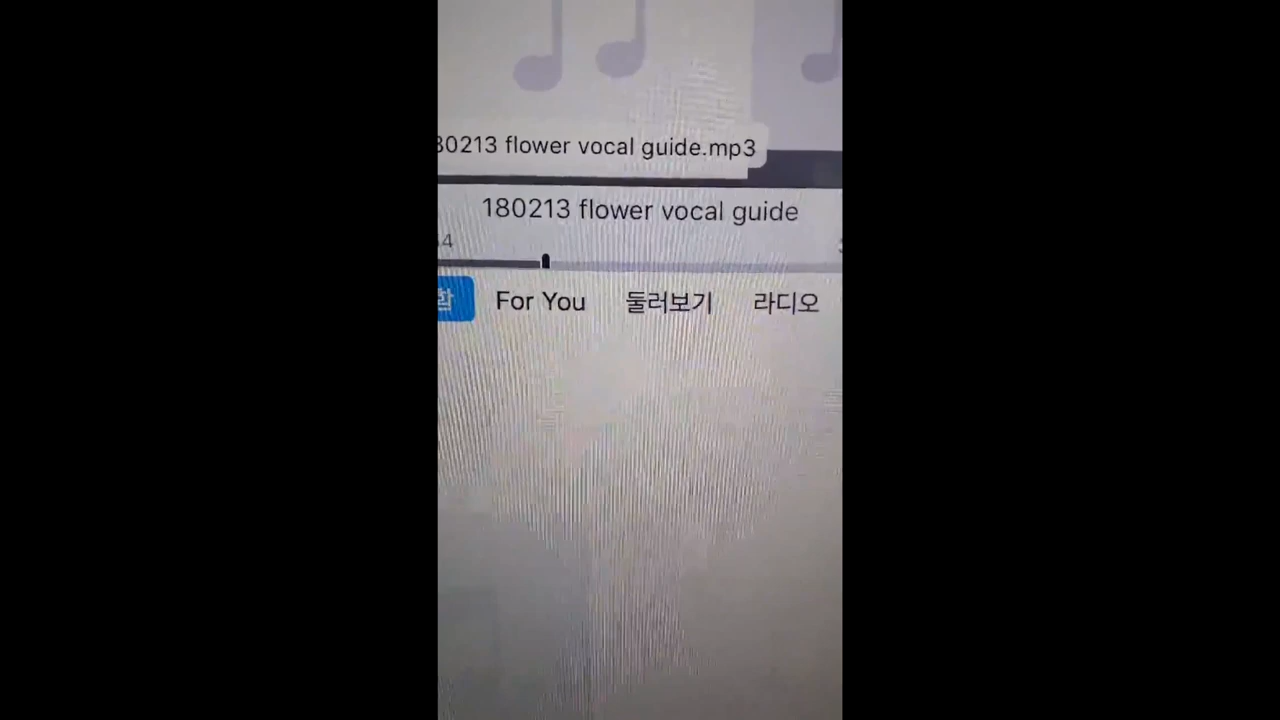 80213 flower vocal guide.mp3
180213 flower vocal guide
For You 둘러보기 라디오